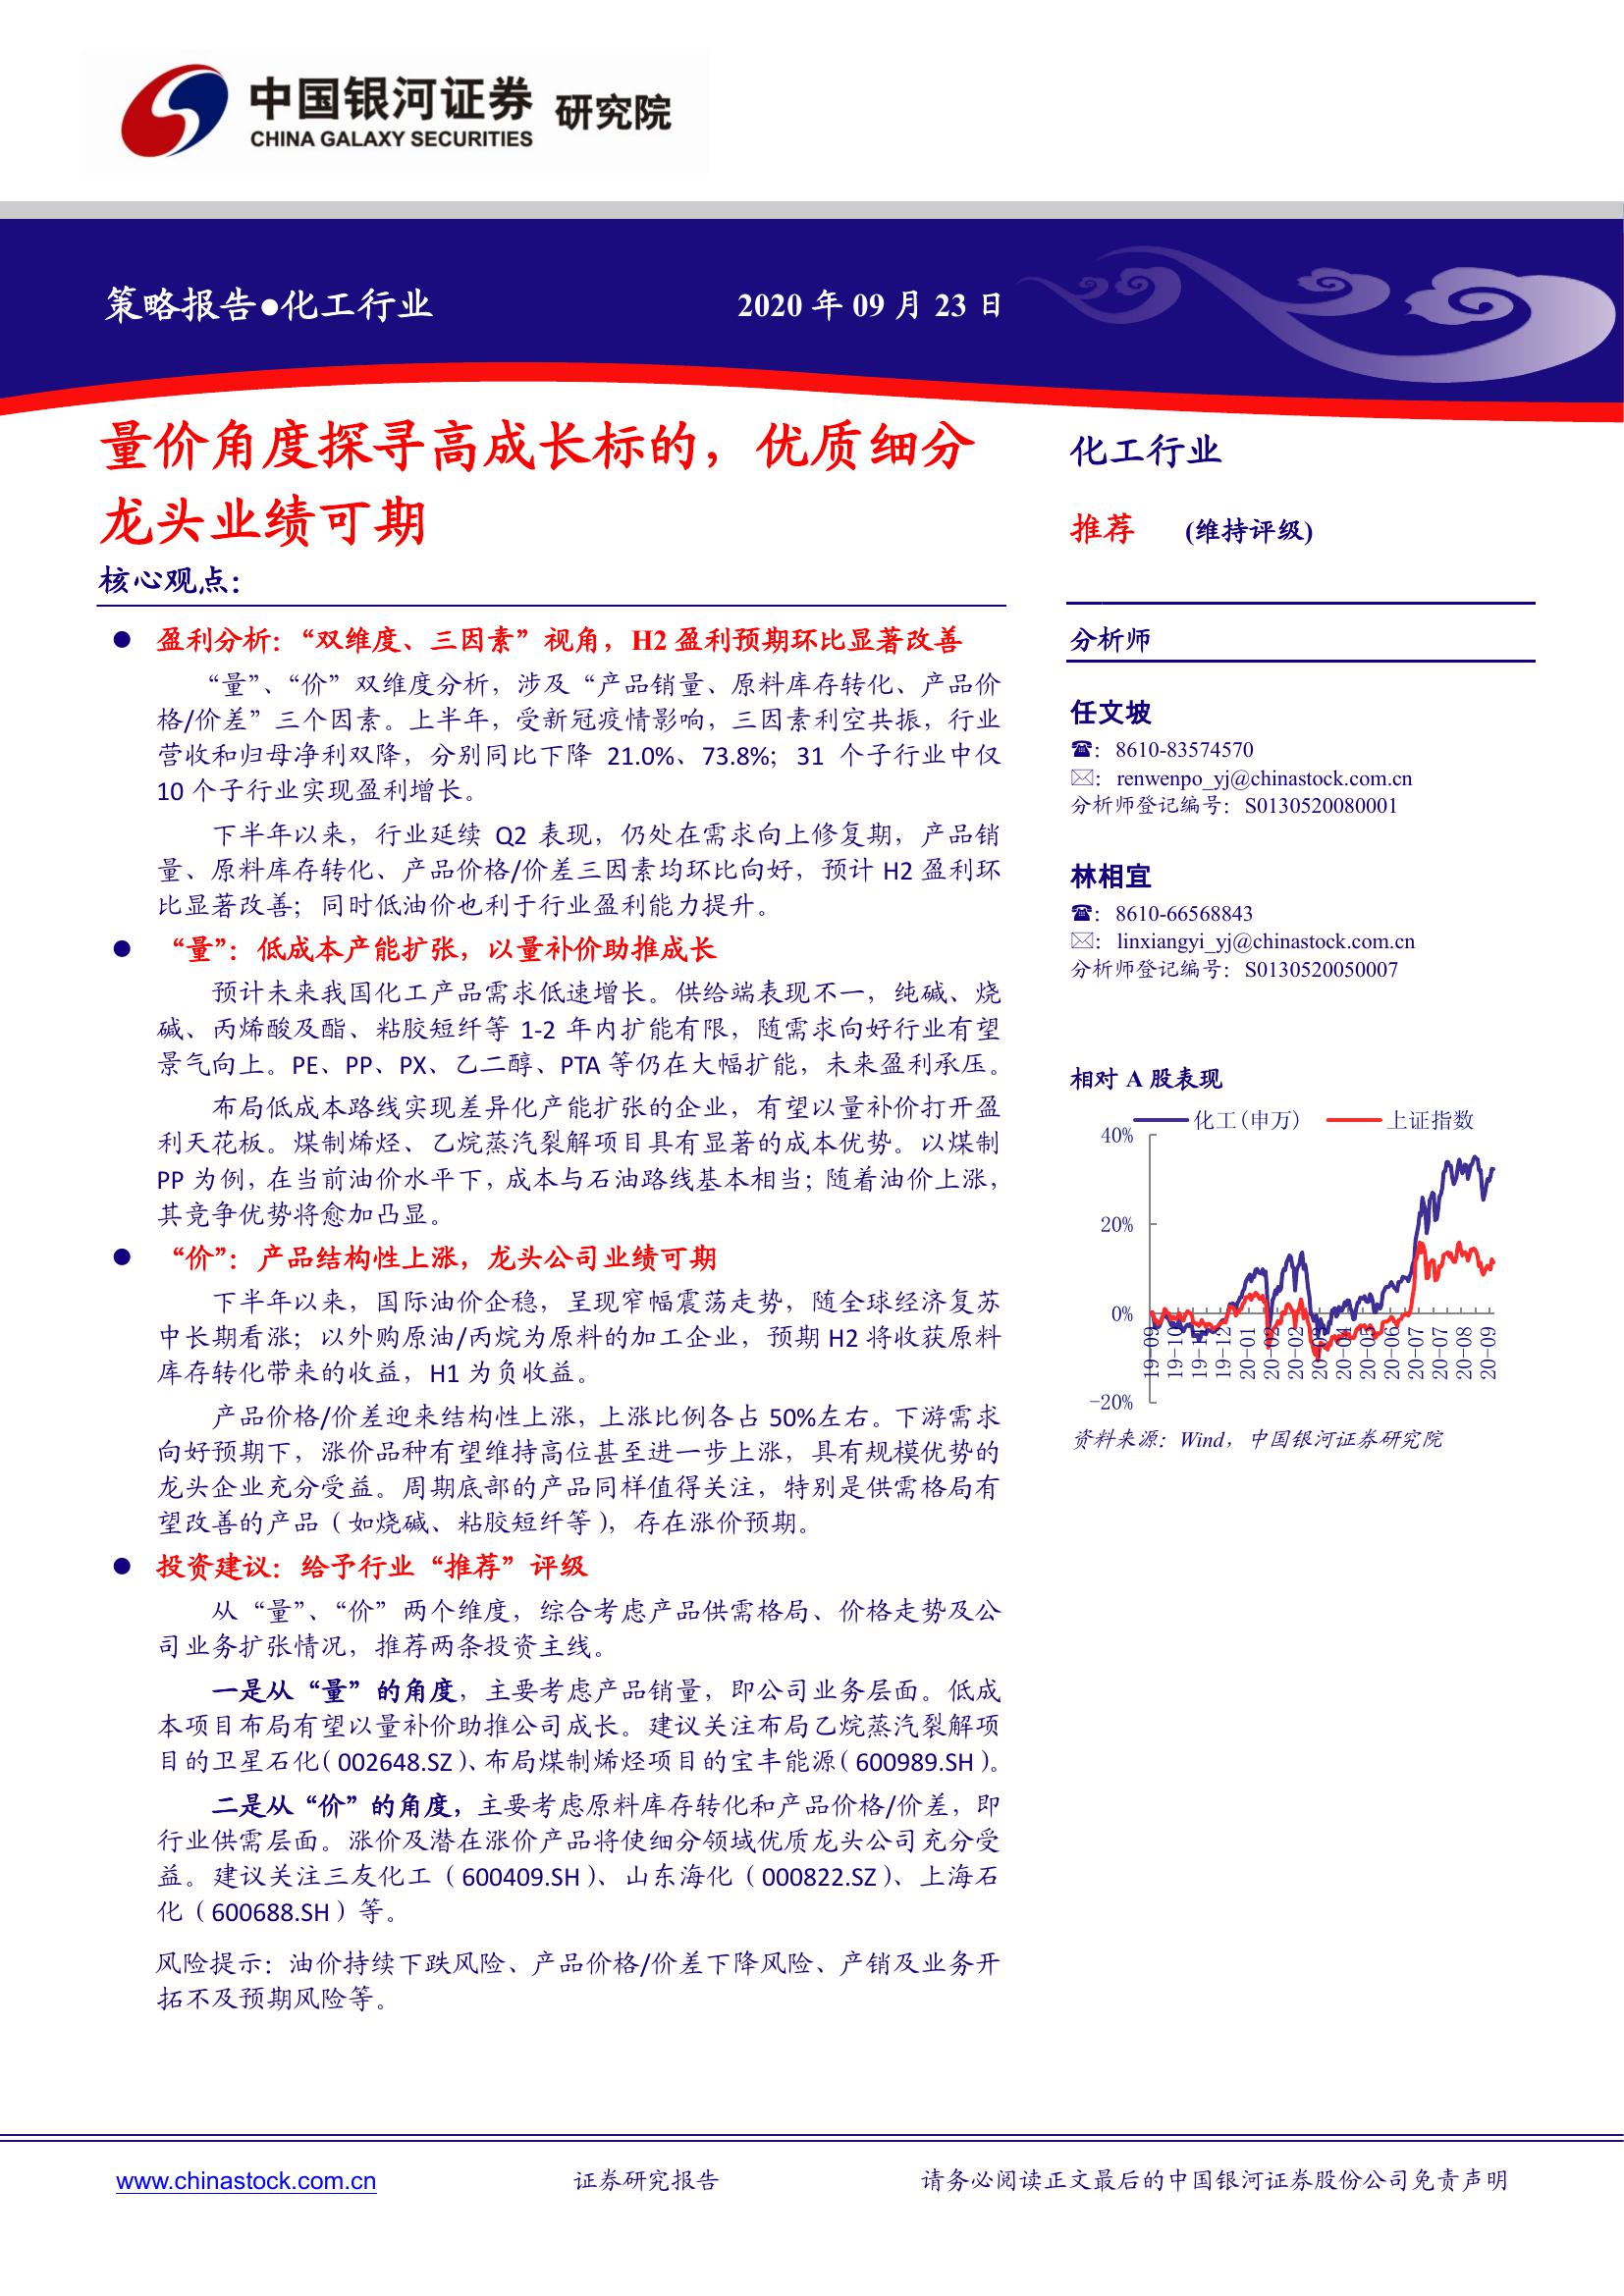 中国银河证券 研究院
CHINA GALAXY SECURITIES
策略报告●化工行业
2020 年 09 月 23 日
量价角度探寻高成长标的，优质细分
龙头业绩可期
核心观点：
● 盈利分析：“双维度、三因素”视角，H2 盈利预期环比显著改善
“量”、“价”双维度分析，涉及“产品销量、原料库存转化、产品价
格/价差”三个因素。上半年，受新冠疫情影响，三因素利空共振，行业
营收和归母净利双降，分别同比下降 21.0%、73.8%；31 个子行业中仅
10 个子行业实现盈利增长。
下半年以来，行业延续 Q2 表现，仍处在需求向上修复期，产品销
量、原料库存转化、产品价格/价差三因素均环比向好，预计 H2 盈利环
比显著改善；同时低油价也利于行业盈利能力提升。
● “量”：低成本产能扩张，以量补价助推成长
预计未来我国化工产品需求低速增长。供给端表现不一，纯碱、烧
碱、丙烯酸及酯、粘胶短纤等 1-2 年内扩能有限，随需求向好行业有望
景气向上。PE、PP、PX、乙二醇、PTA 等仍在大幅扩能，未来盈利承压。
布局低成本路线实现差异化产能扩张的企业，有望以量补价打开盈
利天花板。煤制烯烃、乙烷蒸汽裂解项目具有显著的成本优势。以煤制
PP 为例，在当前油价水平下，成本与石油路线基本相当；随着油价上涨，
其竞争优势将愈加凸显。
● “价”：产品结构性上涨，龙头公司业绩可期
下半年以来，国际油价企稳，呈现窄幅震荡走势，随全球经济复苏
中长期看涨；以外购原油/丙烷为原料的加工企业，预期 H2 将收获原料
库存转化带来的收益，H1 为负收益。
产品价格/价差迎来结构性上涨，上涨比例各占 50%左右。下游需求
向好预期下，涨价品种有望维持高位甚至进一步上涨，具有规模优势的
龙头企业充分受益。周期底部的产品同样值得关注，特别是供需格局有
望改善的产品（如烧碱、粘胶短纤等），存在涨价预期。
● 投资建议：给予行业“推荐”评级
从“量”、“价”两个维度，综合考虑产品供需格局、价格走势及公
司业务扩张情况，推荐两条投资主线。
一是从“量”的角度，主要考虑产品销量，即公司业务层面。低成
本项目布局有望以量补价助推公司成长。建议关注布局乙烷蒸汽裂解项
目的卫星石化（002648.SZ）、布局煤制烯烃项目的宝丰能源（600989.SH）。
二是从“价”的角度，主要考虑原料库存转化和产品价格/价差，即
行业供需层面。涨价及潜在涨价产品将使细分领域优质龙头公司充分受
益。建议关注三友化工（600409.SH）、山东海化（000822.SZ）、上海石
化（600688.SH）等。
风险提示：油价持续下跌风险、产品价格/价差下降风险、产销及业务开
拓不及预期风险等。
化工行业
推荐 (维持评级)
分析师
任文坡
☎：8610-83574570
✉：renwenpo_yj@chinastock.com.cn
分析师登记编号：S0130520080001
林相宜
☎：8610-66568843
✉：linxiangyi_yj@chinastock.com.cn
分析师登记编号：S0130520050007
相对 A 股表现
化工(申万) 上证指数
40%
20%
0%
-20%
19-09
19-10
19-11
19-12
20-01
20-02
20-02
20-03
20-04
20-05
20-06
20-07
20-07
20-08
20-09
资料来源：Wind，中国银河证券研究院
www.chinastock.com.cn
证券研究报告
请务必阅读正文最后的中国银河证券股份公司免责声明